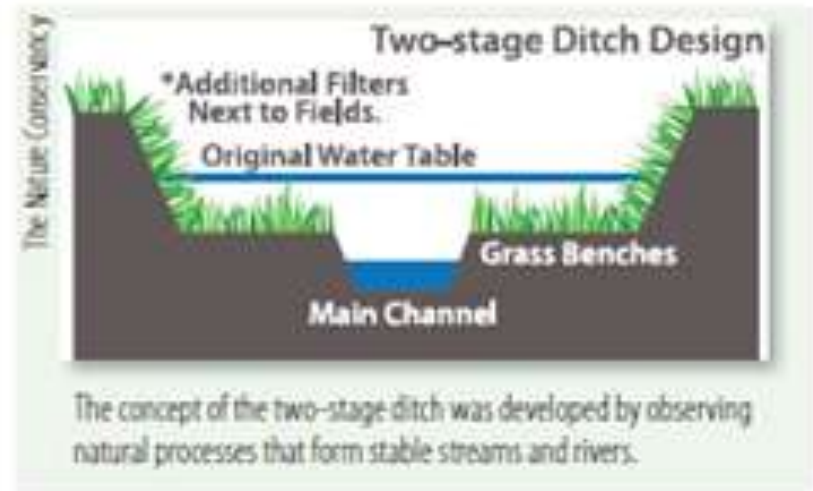 The Nature Conservancy
Two-stage Ditch Design
*Additional Filters
Next to Fields.
Original Water Table
Grass Benches
Main Channel
The concept of the two-stage ditch was developed by observing
natural processes that form stable streams and rivers.